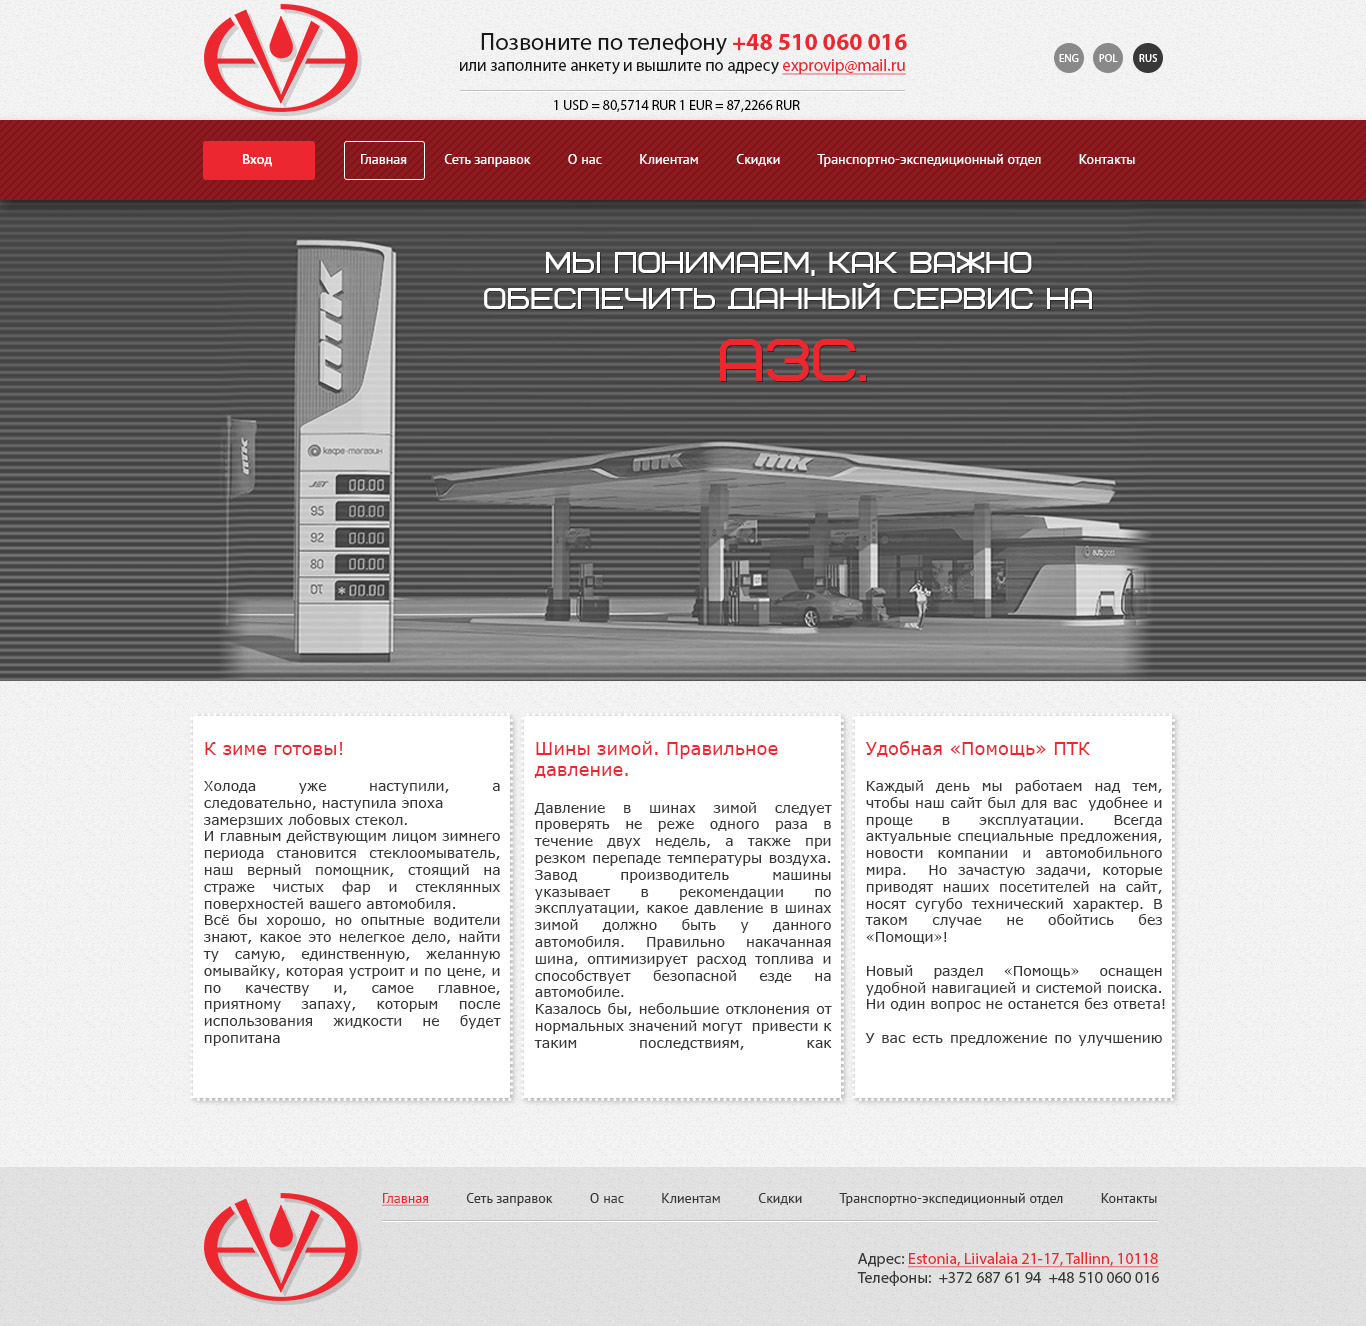 Позвоните по телефону +48 510 060 016
или заполните анкету и вышлите по адресу exprovip@mail.ru
1 USD = 80,5714 RUR 1 EUR = 87,2266 RUR
ENG POL RUS
Вход Главная Сеть заправок О нас Клиентам Скидки Транспортно-экспедиционный отдел Контакты
МЫ ПОНИМАЕМ, КАК ВАЖНО
ОБЕСПЕЧИТЬ ДАННЫЙ СЕРВИС НА
АЗС.
ПТК
ПТК
кафе-магазин
ПТК ПТК
JET 00.00
95 00.00
92 00.00
80 00.00
ДТ *00.00
К зиме готовы!
Холода уже наступили, а
следовательно, наступила эпоха
замерзших лобовых стекол.
И главным действующим лицом зимнего
периода становится стеклоомыватель,
наш верный помощник, стоящий на
страже чистых фар и стеклянных
поверхностей вашего автомобиля.
Всё бы хорошо, но опытные водители
знают, какое это нелегкое дело, найти
ту самую, единственную, желанную
омывайку, которая устроит и по цене, и
по качеству и, самое главное,
приятному запаху, которым после
использования жидкости не будет
пропитана
Шины зимой. Правильное
давление.
Давление в шинах зимой следует
проверять не реже одного раза в
течение двух недель, а также при
резком перепаде температуры воздуха.
Завод производитель машины
указывает в рекомендации по
эксплуатации, какое давление в шинах
зимой должно быть у данного
автомобиля. Правильно накачанная
шина, оптимизирует расход топлива и
способствует безопасной езде на
автомобиле.
Казалось бы, небольшие отклонения от
нормальных значений могут привести к
таким последствиям, как
Удобная «Помощь» ПТК
Каждый день мы работаем над тем,
чтобы наш сайт был для вас удобнее и
проще в эксплуатации. Всегда
актуальные специальные предложения,
новости компании и автомобильного
мира. Но зачастую задачи, которые
приводят наших посетителей на сайт,
носят сугубо технический характер. В
таком случае не обойтись без
«Помощи»!
Новый раздел «Помощь» оснащен
удобной навигацией и системой поиска.
Ни один вопрос не останется без ответа!
У вас есть предложение по улучшению
Главная Сеть заправок О нас Клиентам Скидки Транспортно-экспедиционный отдел Контакты
Адрес: Estonia, Liivalaia 21-17, Tallinn, 10118
Телефоны: +372 687 61 94 +48 510 060 016